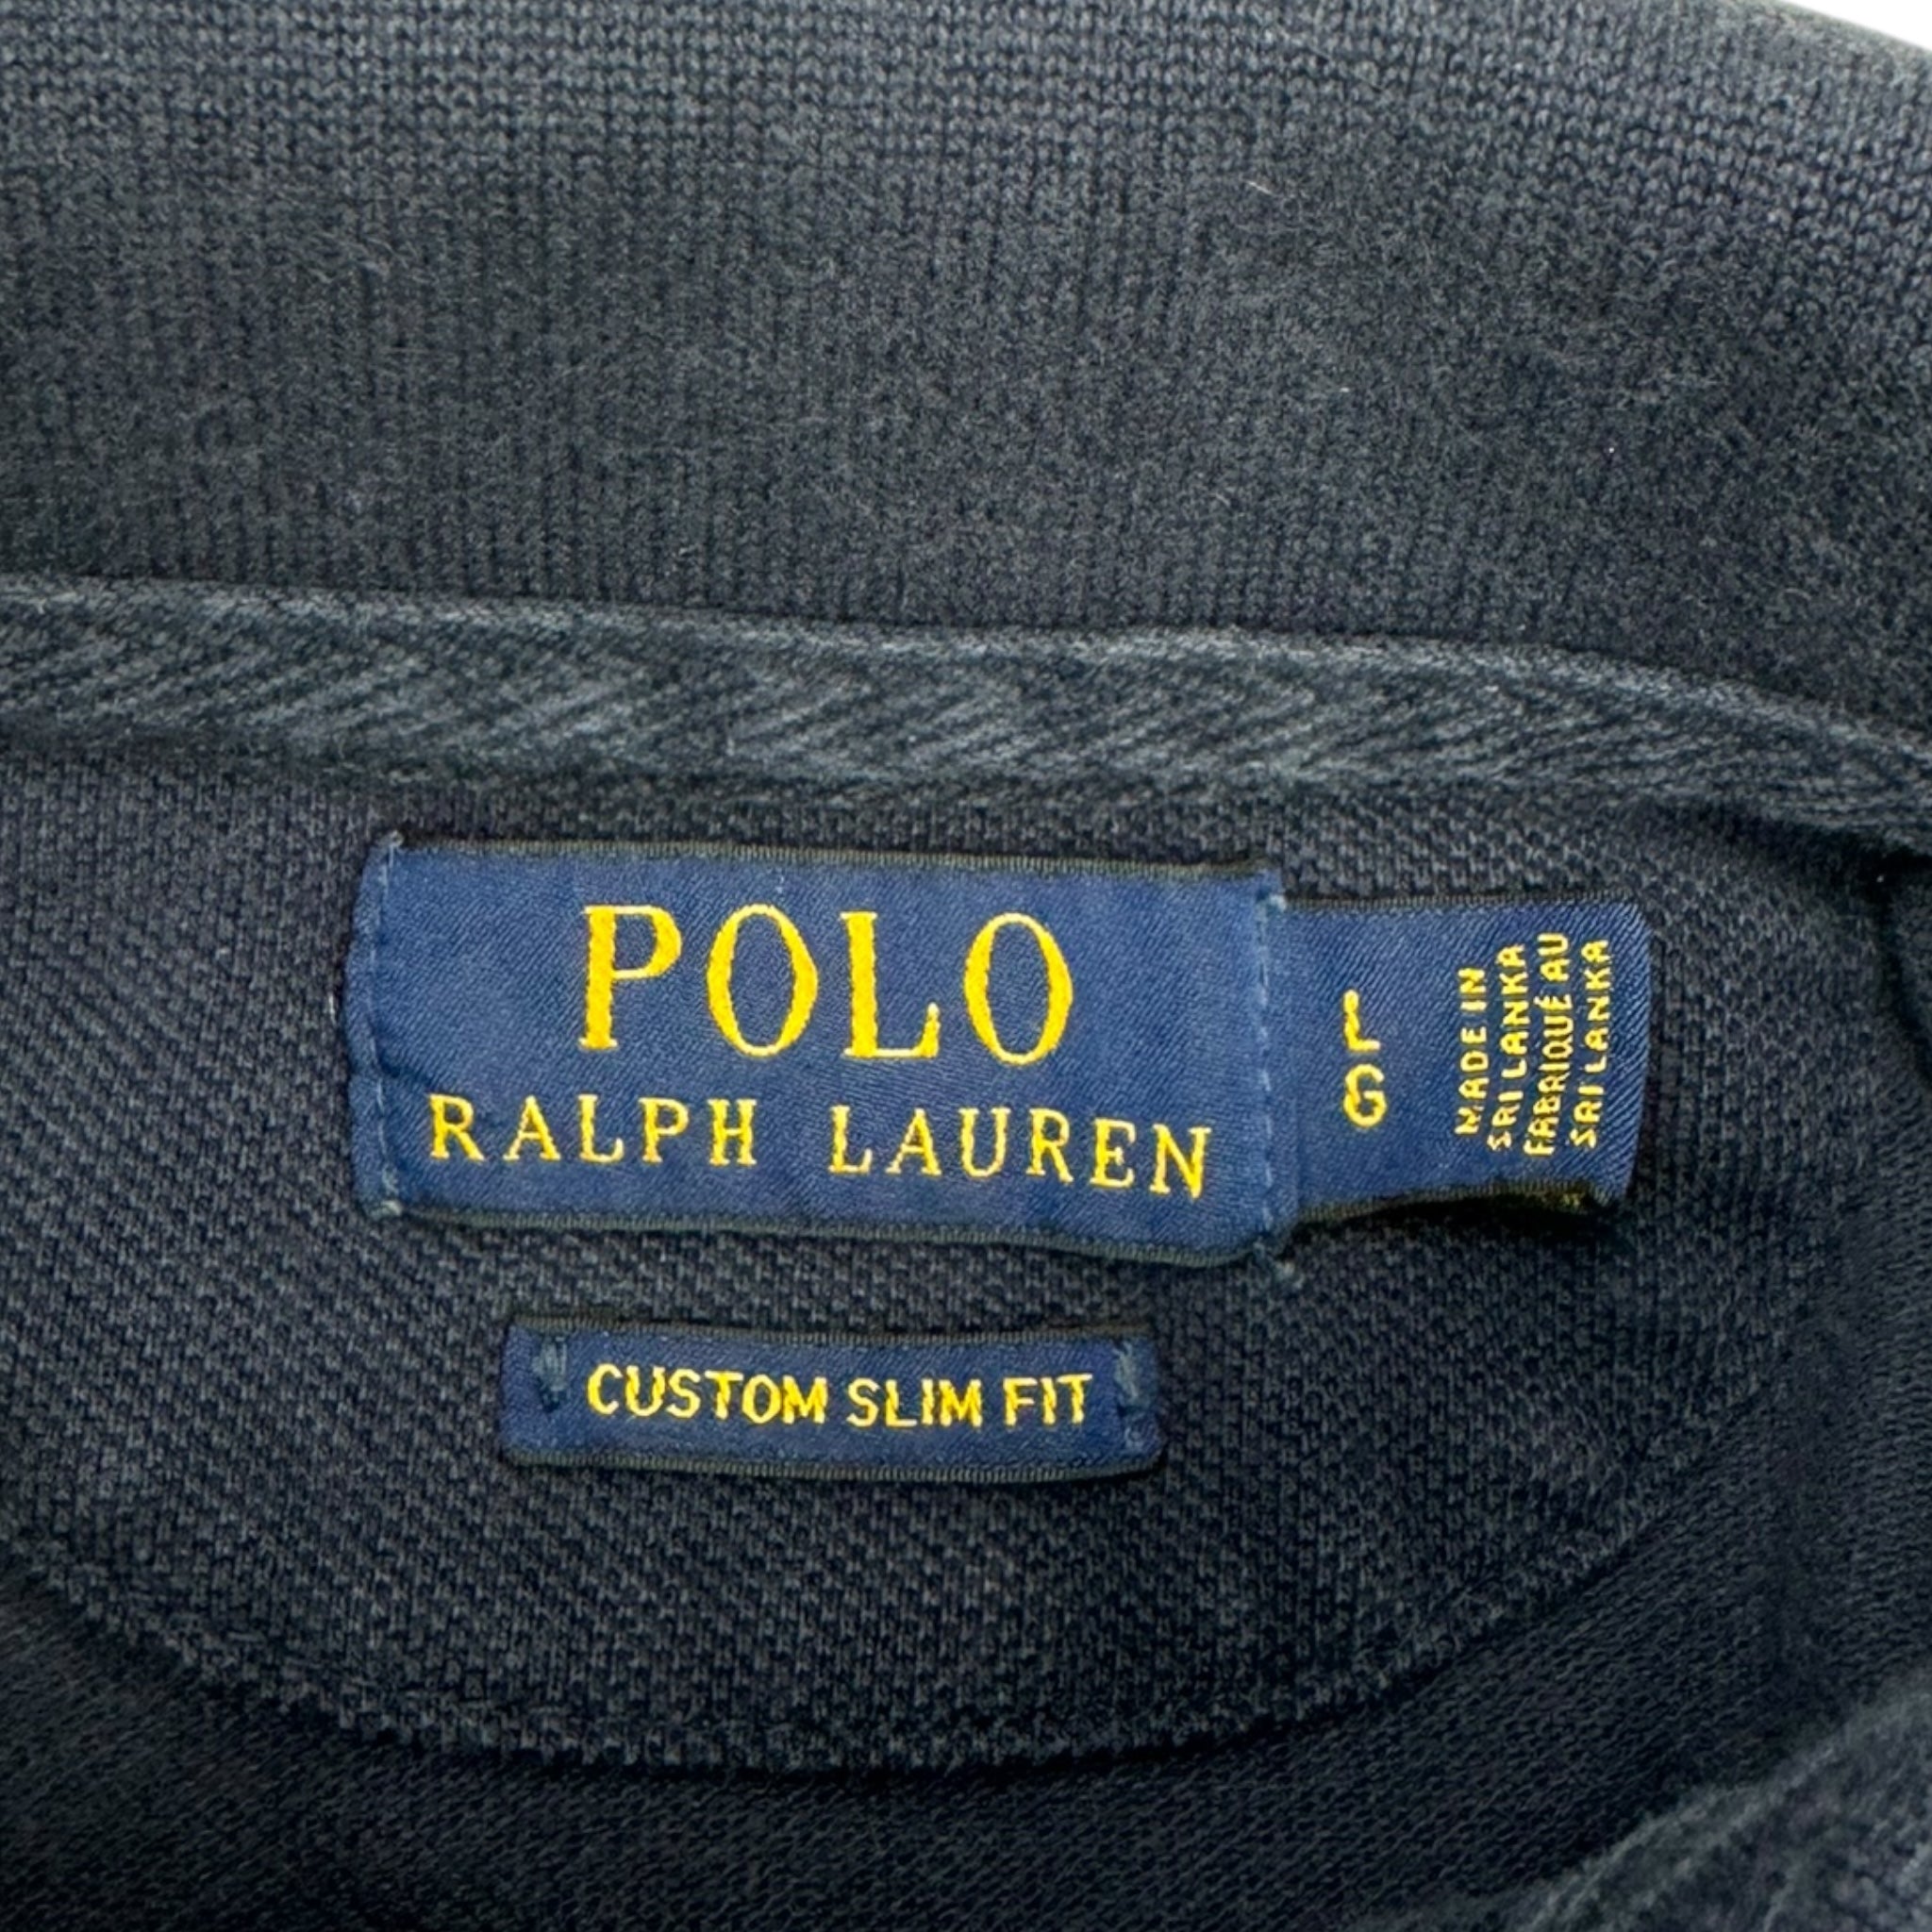 POLO
RALPH LAUREN
L
G
MADE IN
SRI LANKA
FABRIQUÉ AU
SRI LANKA
CUSTOM SLIM FIT